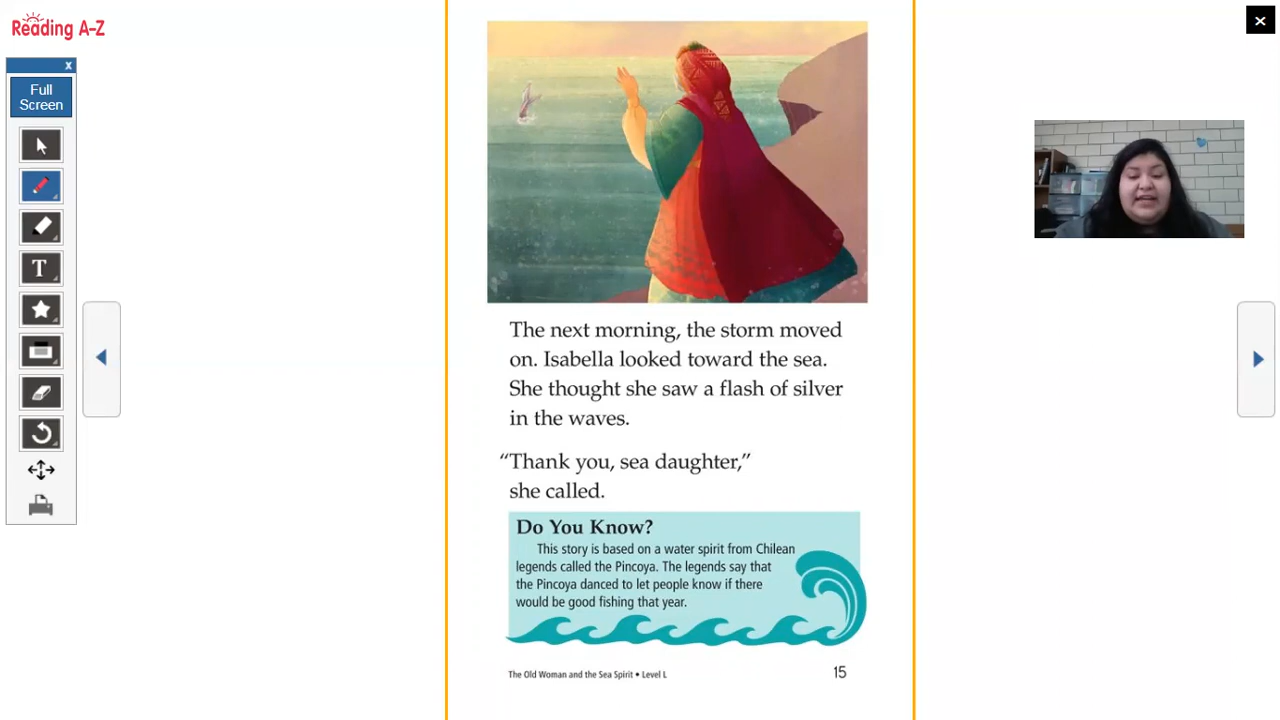 Reading A-Z
x
Full
Screen
T
×
The next morning, the storm moved
on. Isabella looked toward the sea.
She thought she saw a flash of silver
in the waves.
“Thank you, sea daughter,”
she called.
Do You Know?
This story is based on a water spirit from Chilean
legends called the Pincoya. The legends say that
the Pincoya danced to let people know if there
would be good fishing that year.
The Old Woman and the Sea Spirit • Level L
15